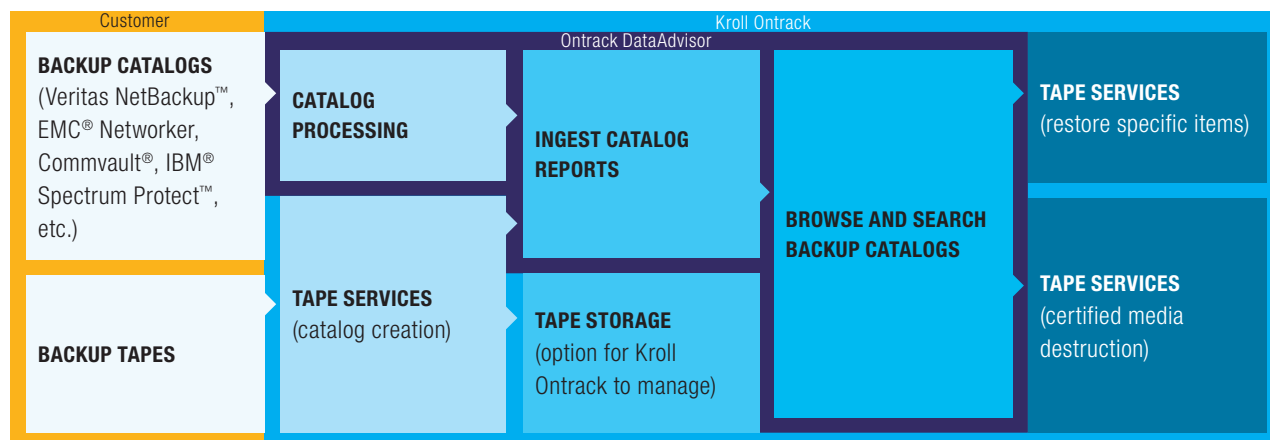 Customer
Kroll Ontrack
Ontrack DataAdvisor
BACKUP CATALOGS
(Veritas NetBackup™,
EMC® Networker,
Commvault®, IBM®
Spectrum Protect™,
etc.)
BACKUP TAPES
CATALOG
PROCESSING
TAPE SERVICES
(catalog creation)
INGEST CATALOG
REPORTS
TAPE STORAGE
(option for Kroll
Ontrack to manage)
BROWSE AND SEARCH
BACKUP CATALOGS
TAPE SERVICES
(restore specific items)
TAPE SERVICES
(certified media
destruction)